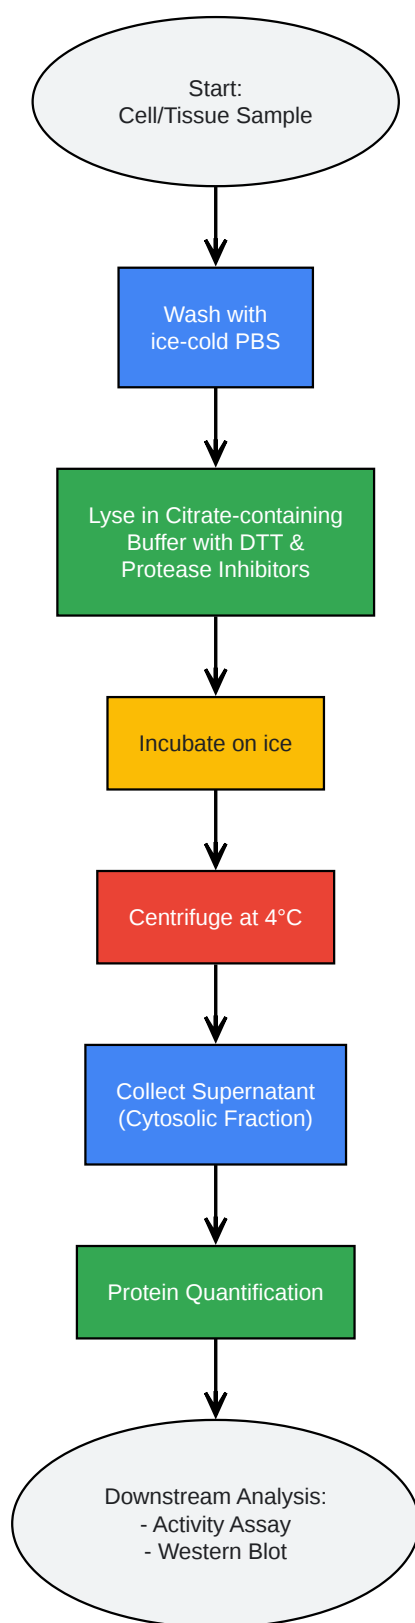 Start:
Cell/Tissue Sample
Wash with
ice-cold PBS
Lyse in Citrate-containing
Buffer with DTT &
Protease Inhibitors
Incubate on ice
Centrifuge at 4°C
Collect Supernatant
(Cytosolic Fraction)
Protein Quantification
Downstream Analysis:
- Activity Assay
- Western Blot